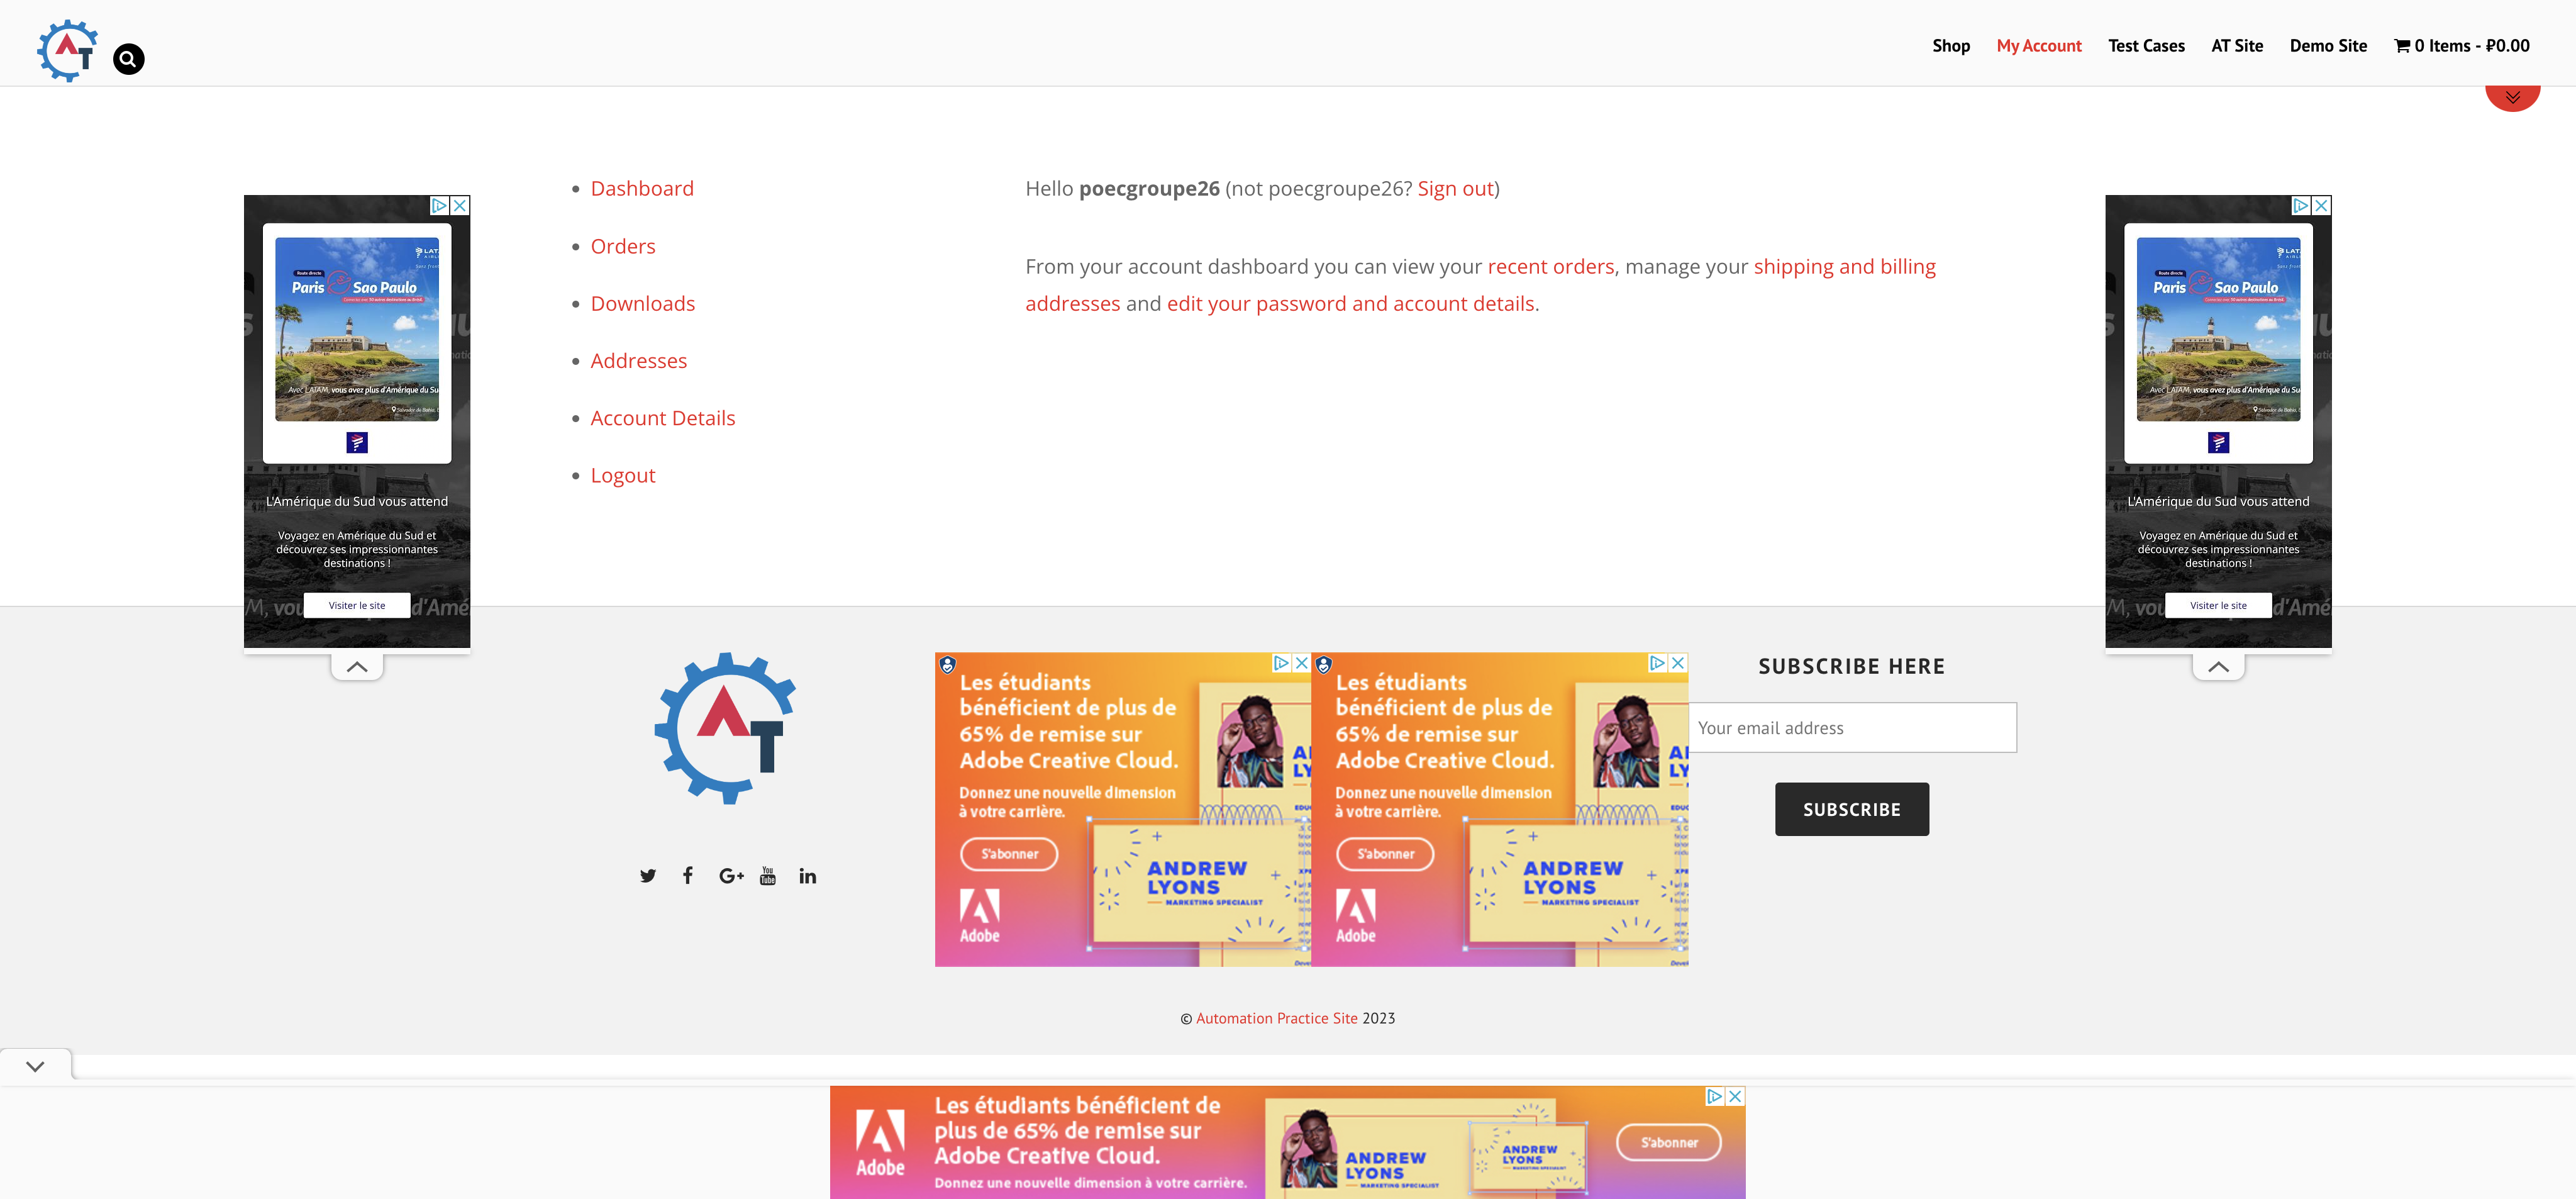 AT
Shop
My Account
Test Cases
AT Site
Demo Site
0 Items - ₽0.00
Dashboard
Orders
Downloads
Addresses
Account Details
Logout
Hello poecgroupe26 (not poecgroupe26? Sign out)
From your account dashboard you can view your recent orders, manage your shipping and billing
addresses and edit your password and account details.
Route directe
Paris Sao Paulo
Avec LATAM, vous avez plus d'Amérique du Su
L'Amérique du Sud vous attend
Voyagez en Amérique du Sud et
découvrez ses impressionnantes
destinations !
Visiter le site
Route directe
Paris Sao Paulo
Avec LATAM, vous avez plus d'Amérique du Su
L'Amérique du Sud vous attend
Voyagez en Amérique du Sud et
découvrez ses impressionnantes
destinations !
Visiter le site
AT
Les étudiants
bénéficient de plus de
65% de remise sur
Adobe Creative Cloud.
Donnez une nouvelle dimension
à votre carrière.
S'abonner
Adobe
ANDREW
LYONS
MARKETING SPECIALIST
Les étudiants
bénéficient de plus de
65% de remise sur
Adobe Creative Cloud.
Donnez une nouvelle dimension
à votre carrière.
S'abonner
Adobe
ANDREW
LYONS
MARKETING SPECIALIST
SUBSCRIBE HERE
Your email address
SUBSCRIBE
© Automation Practice Site 2023
Adobe
Les étudiants bénéficient de
plus de 65% de remise sur
Adobe Creative Cloud.
Donnez une nouvelle dimension à votre carrière.
ANDREW
LYONS
MARKETING SPECIALIST
ANDREW
LYONS
MARKETING SPECIALIST
S'abonner